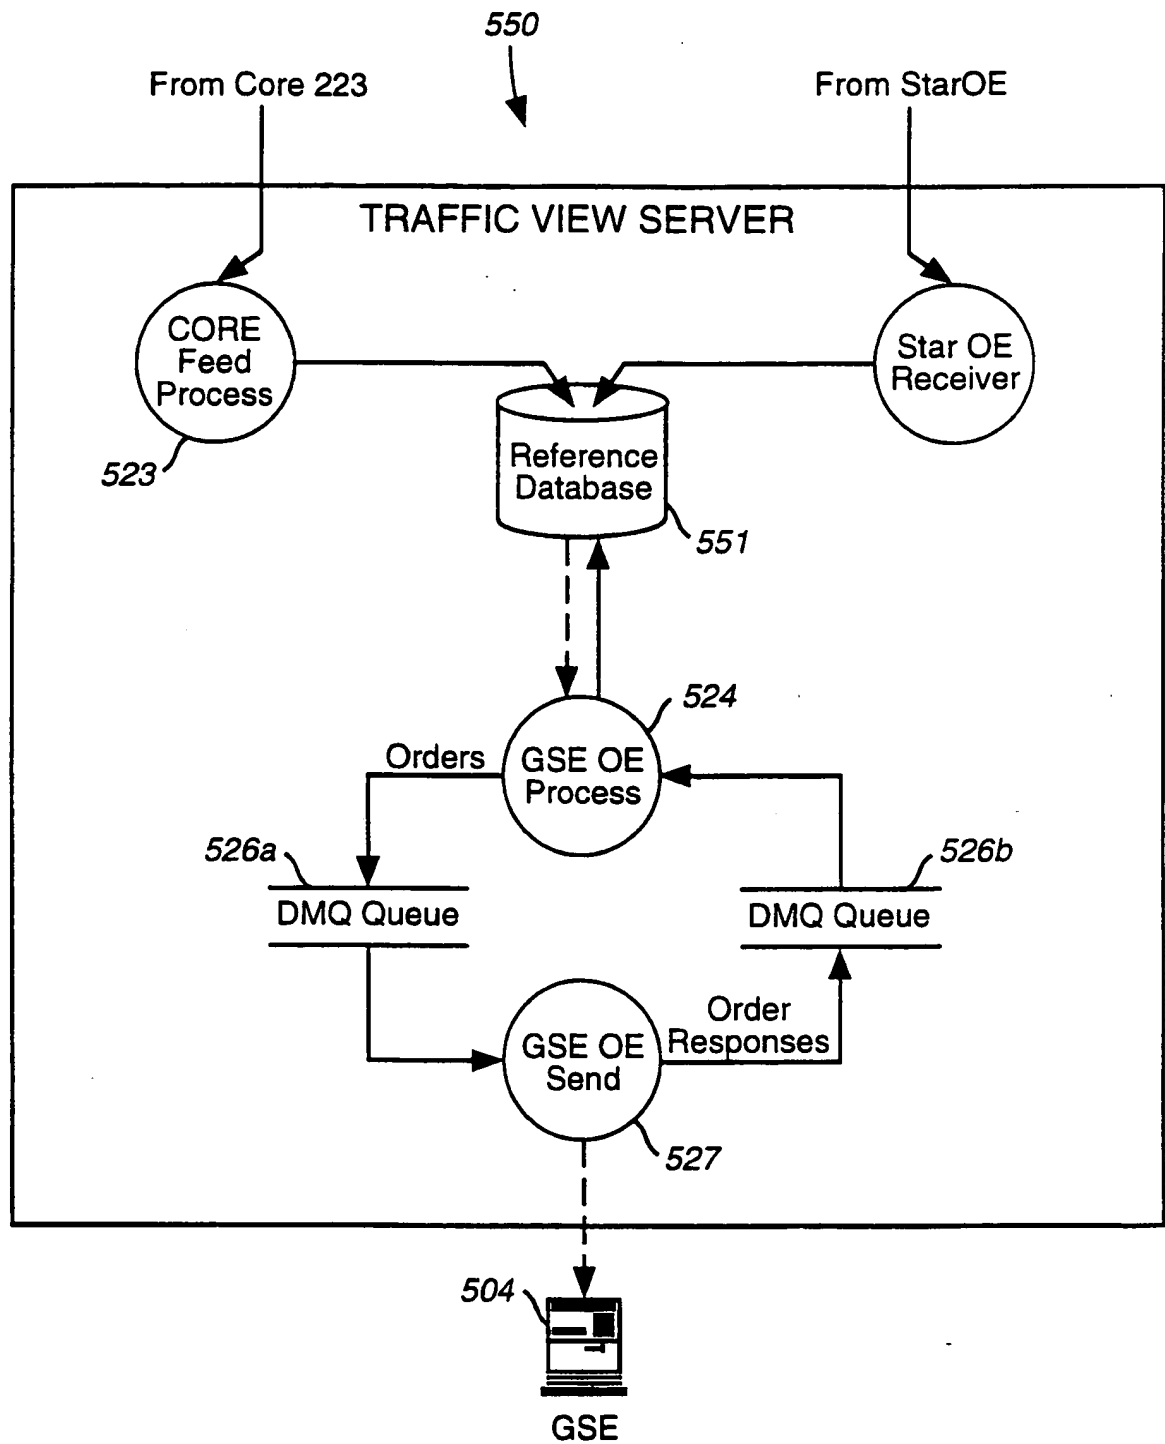 550
From Core 223
From StarOE
TRAFFIC VIEW SERVER
CORE
Feed
Process
523
Star OE
Receiver
Reference
Database
551
524
GSE OE
Process
Orders
526a
DMQ Queue
526b
DMQ Queue
GSE OE
Send
Order
Responses
527
504
GSE